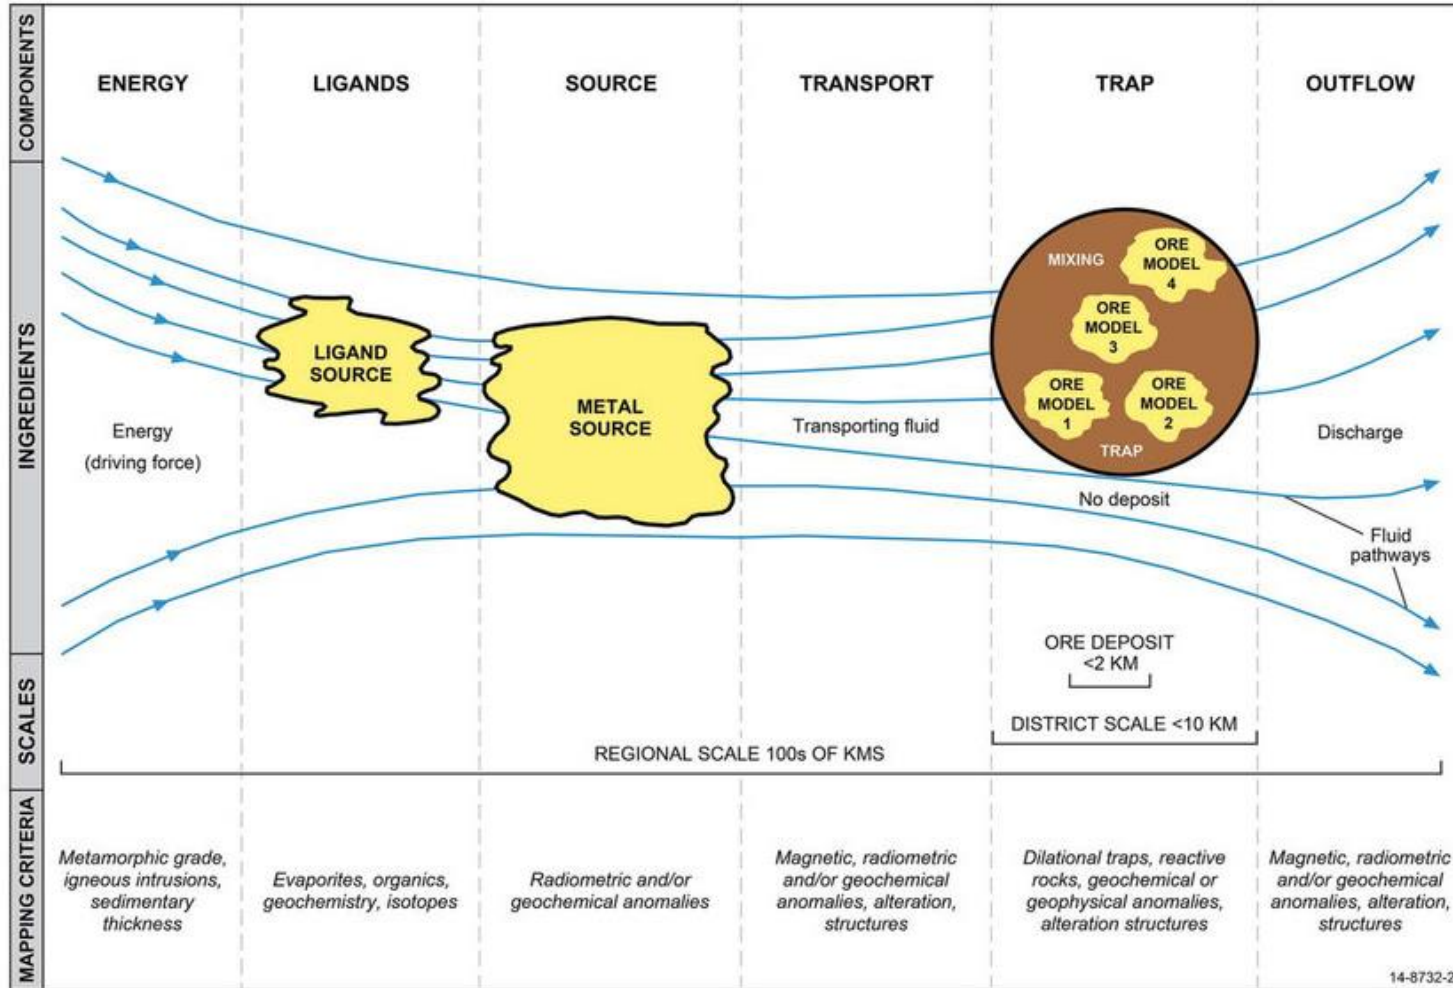 COMPONENTS
ENERGY
LIGANDS
SOURCE
TRANSPORT
TRAP
OUTFLOW
INGREDIENTS
Energy
(driving force)
LIGAND
SOURCE
METAL
SOURCE
Transporting fluid
MIXING
ORE
MODEL
4
ORE
MODEL
3
ORE
MODEL
1
ORE
MODEL
2
TRAP
No deposit
Discharge
Fluid
pathways
SCALES
ORE DEPOSIT
<2 KM
DISTRICT SCALE <10 KM
REGIONAL SCALE 100s OF KMS
MAPPING CRITERIA
Metamorphic grade,
igneous intrusions,
sedimentary
thickness
Evaporites, organics,
geochemistry, isotopes
Radiometric and/or
geochemical anomalies
Magnetic, radiometric
and/or geochemical
anomalies, alteration,
structures
Dilational traps, reactive
rocks, geochemical or
geophysical anomalies,
alteration structures
Magnetic, radiometric
and/or geochemical
anomalies, alteration,
structures
14-8732-2